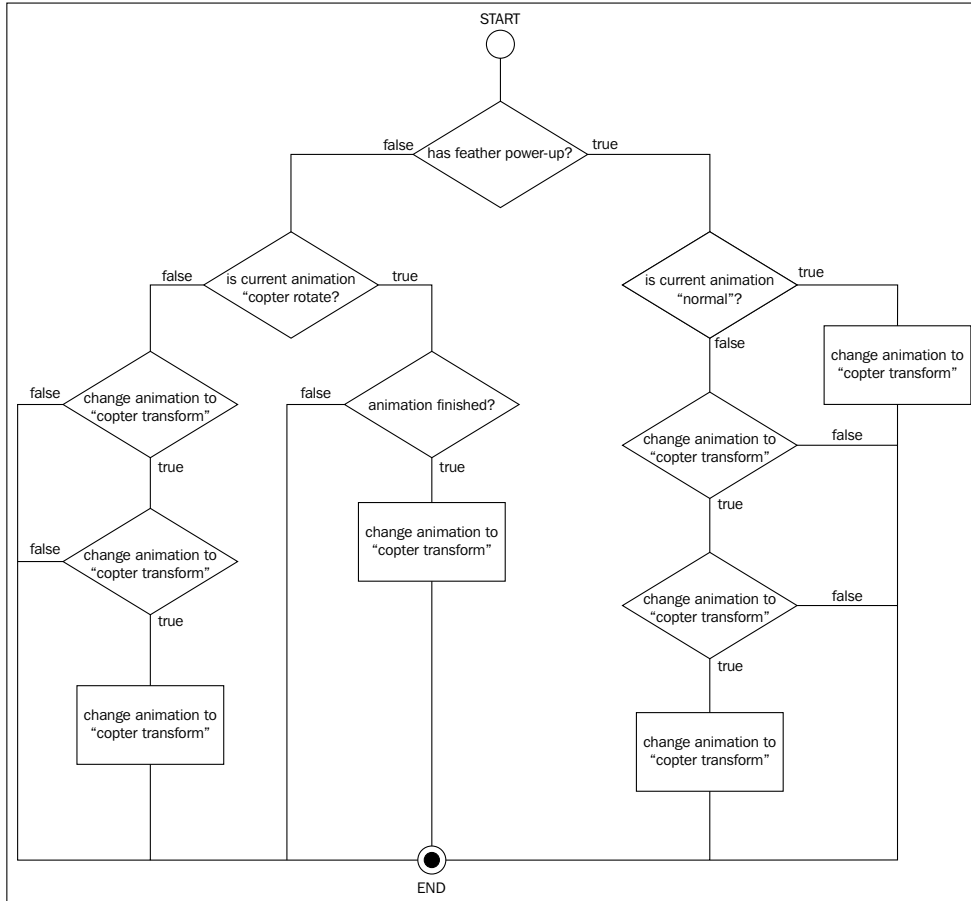 START
false
has feather power-up?
true
false
is current animation
“copter rotate?
true
is current animation
“normal”?
true
false
change animation to
“copter transform”
false
change animation to
“copter transform”
true
false
animation finished?
true
change animation to
“copter transform”
false
true
change animation to
“copter transform”
false
change animation to
“copter transform”
true
change animation to
“copter transform”
false
true
change animation to
“copter transform”
change animation to
“copter transform”
END